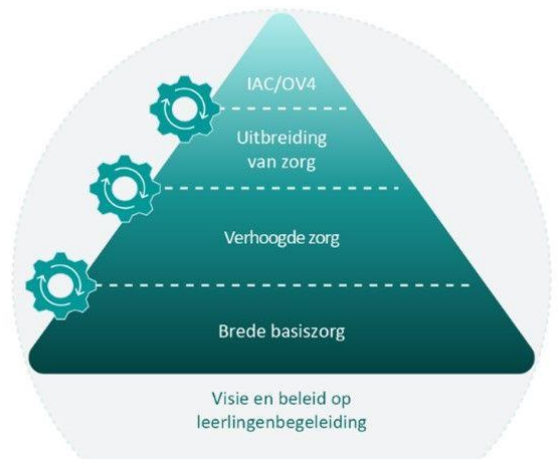 IAC/OV4
Uitbreiding
van zorg
Verhoogde zorg
Brede basiszorg
Visie en beleid op
leerlingenbegeleiding